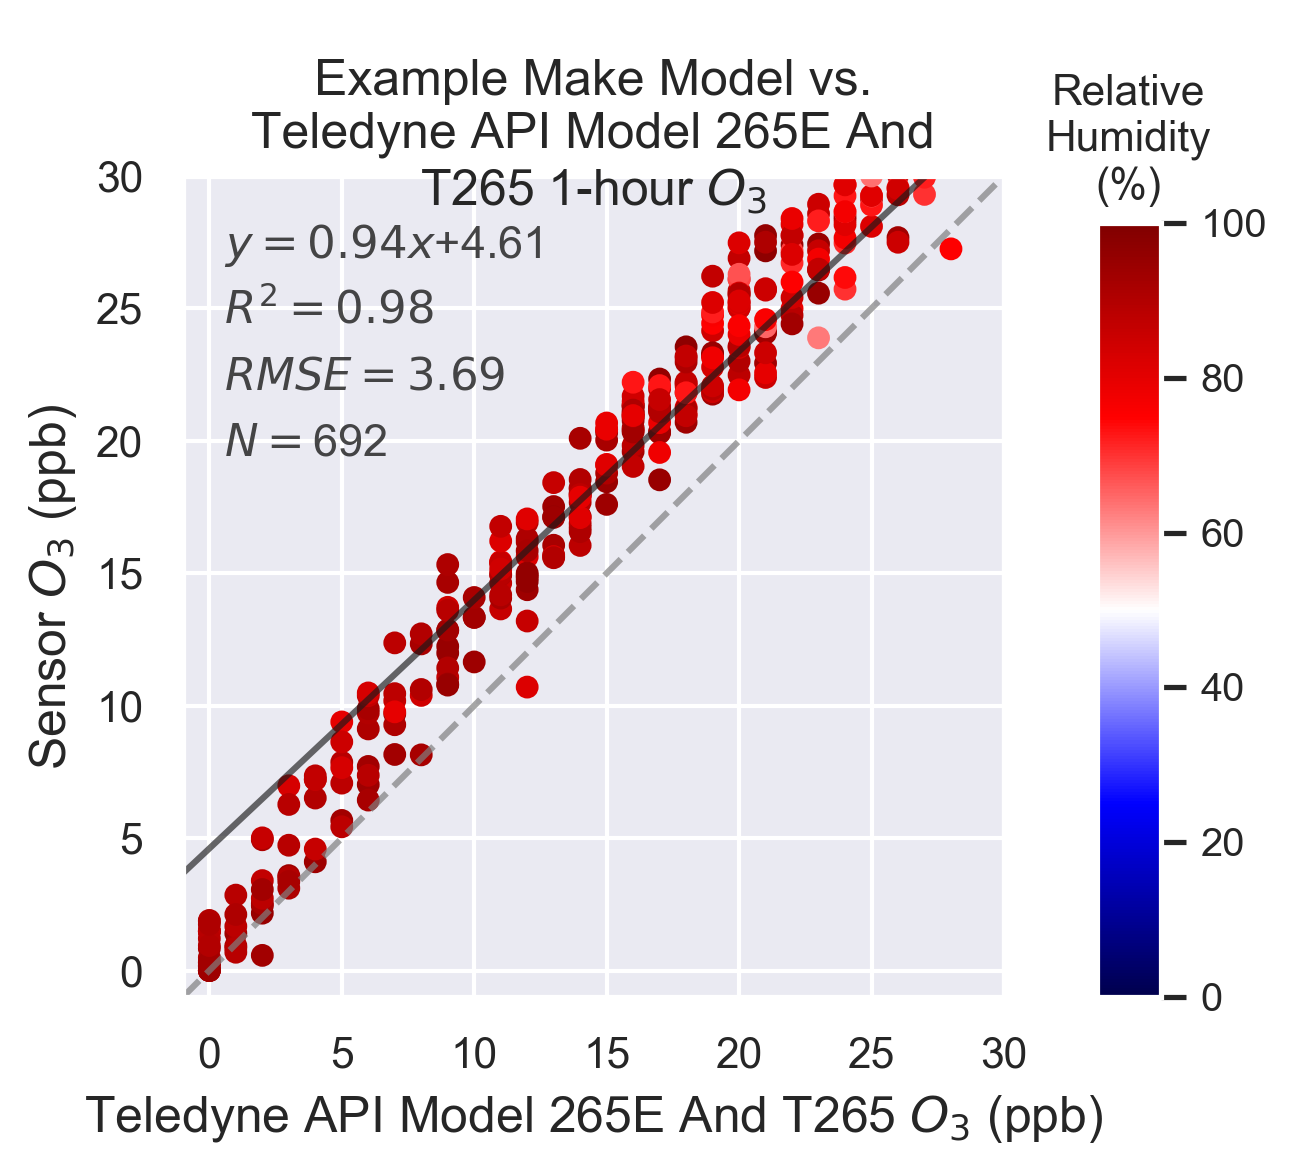 Example Make Model vs.
Teledyne API Model 265E And
T265 1-hour O₃
Relative
Humidity
(%)
y = 0.94x+4.61
R² = 0.98
RMSE = 3.69
N = 692
Sensor O₃ (ppb)
30
25
20
15
10
5
0
0 5 10 15 20 25 30
Teledyne API Model 265E And T265 O₃ (ppb)
100
80
60
40
20
0